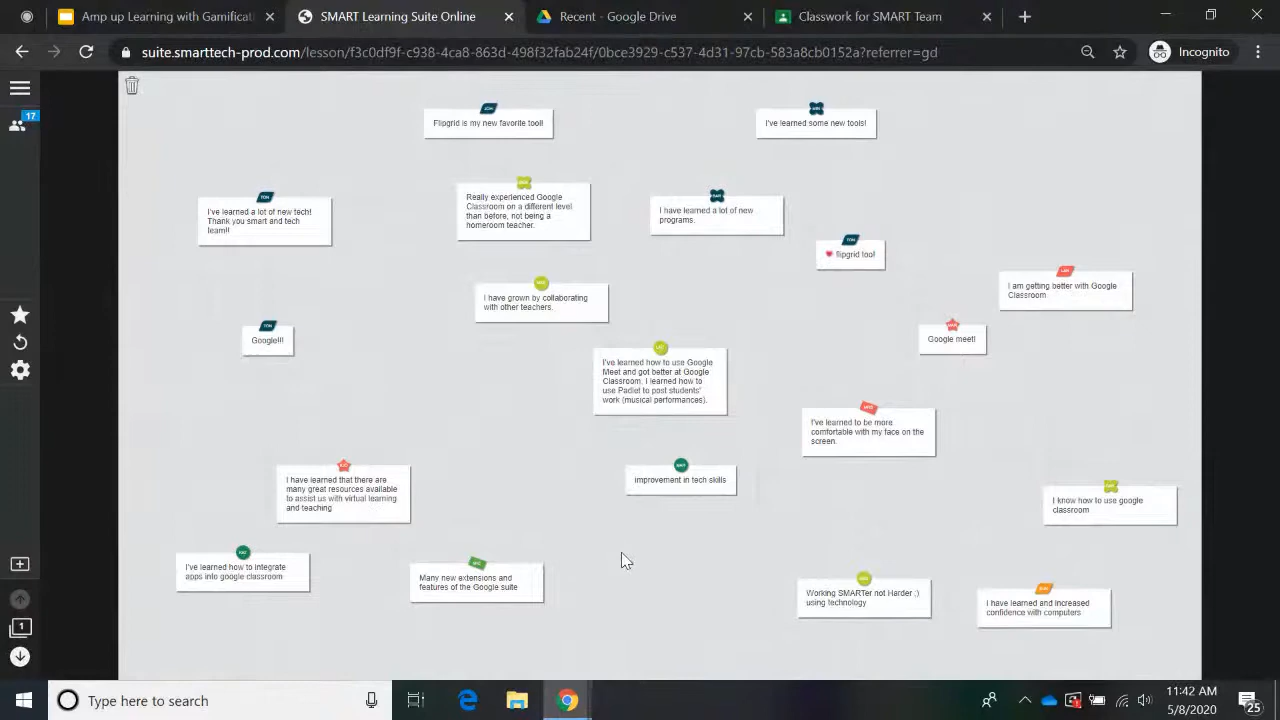 Amp up Learning with Gamificati
SMART Learning Suite Online
Recent - Google Drive
Classwork for SMART Team
suite.smarttech-prod.com/lesson/f3c0df9f-c938-4ca8-863d-498f32fab24f/0bce3929-c537-4d31-97cb-583a8cb0152a?referrer=gd
Incognito
17
Flipgrid is my new favorite tool!
I've learned some new tools!
TOM
I've learned a lot of new tech!
Thank you smart and tech
team!!
Really experienced Google
Classroom on a different level
than before, not being a
homeroom teacher.
I have learned a lot of new
programs.
TOM
flipgrid too!
I am getting better with Google
Classroom
I have grown by collaborating
with other teachers.
TOM
Google!!!
Google meet!
I've learned how to use Google
Meet and got better at Google
Classroom. I learned how to
use Padlet to post students'
work (musical performances).
I've learned to be more
comfortable with my face on the
screen.
I have learned that there are
many great resources available
to assist us with virtual learning
and teaching
improvement in tech skills
I know how to use google
classroom
I've learned how to integrate
apps into google classroom
Many new extensions and
features of the Google suite
Working SMARTer not Harder ;)
using technology
I have learned and increased
confidence with computers
1
Type here to search
11:42 AM
5/8/2020
25